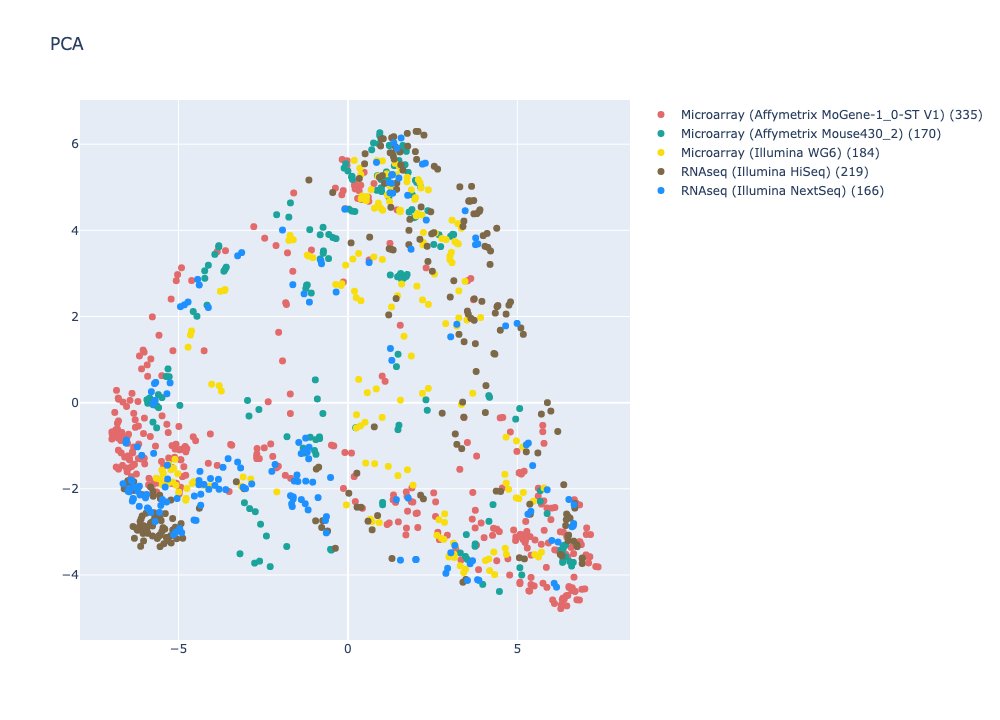 PCA
Microarray (Affymetrix MoGene-1_0-ST V1) (335)
Microarray (Affymetrix Mouse430_2) (170)
Microarray (Illumina WG6) (184)
RNAseq (Illumina HiSeq) (219)
RNAseq (Illumina NextSeq) (166)
6
4
2
0
−2
−4
−5
0
5